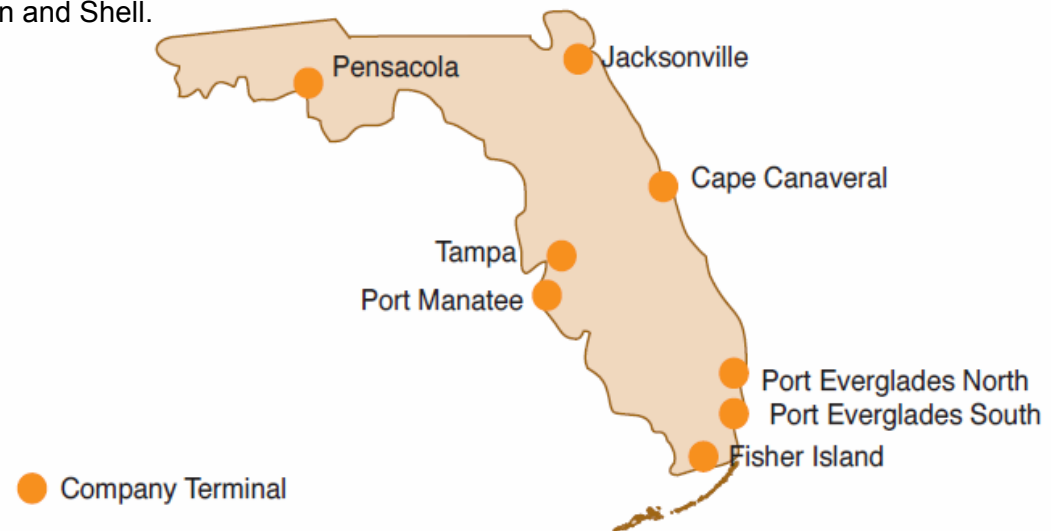 n and Shell.
Pensacola
Jacksonville
Cape Canaveral
Tampa
Port Manatee
Port Everglades North
Port Everglades South
Fisher Island
Company Terminal